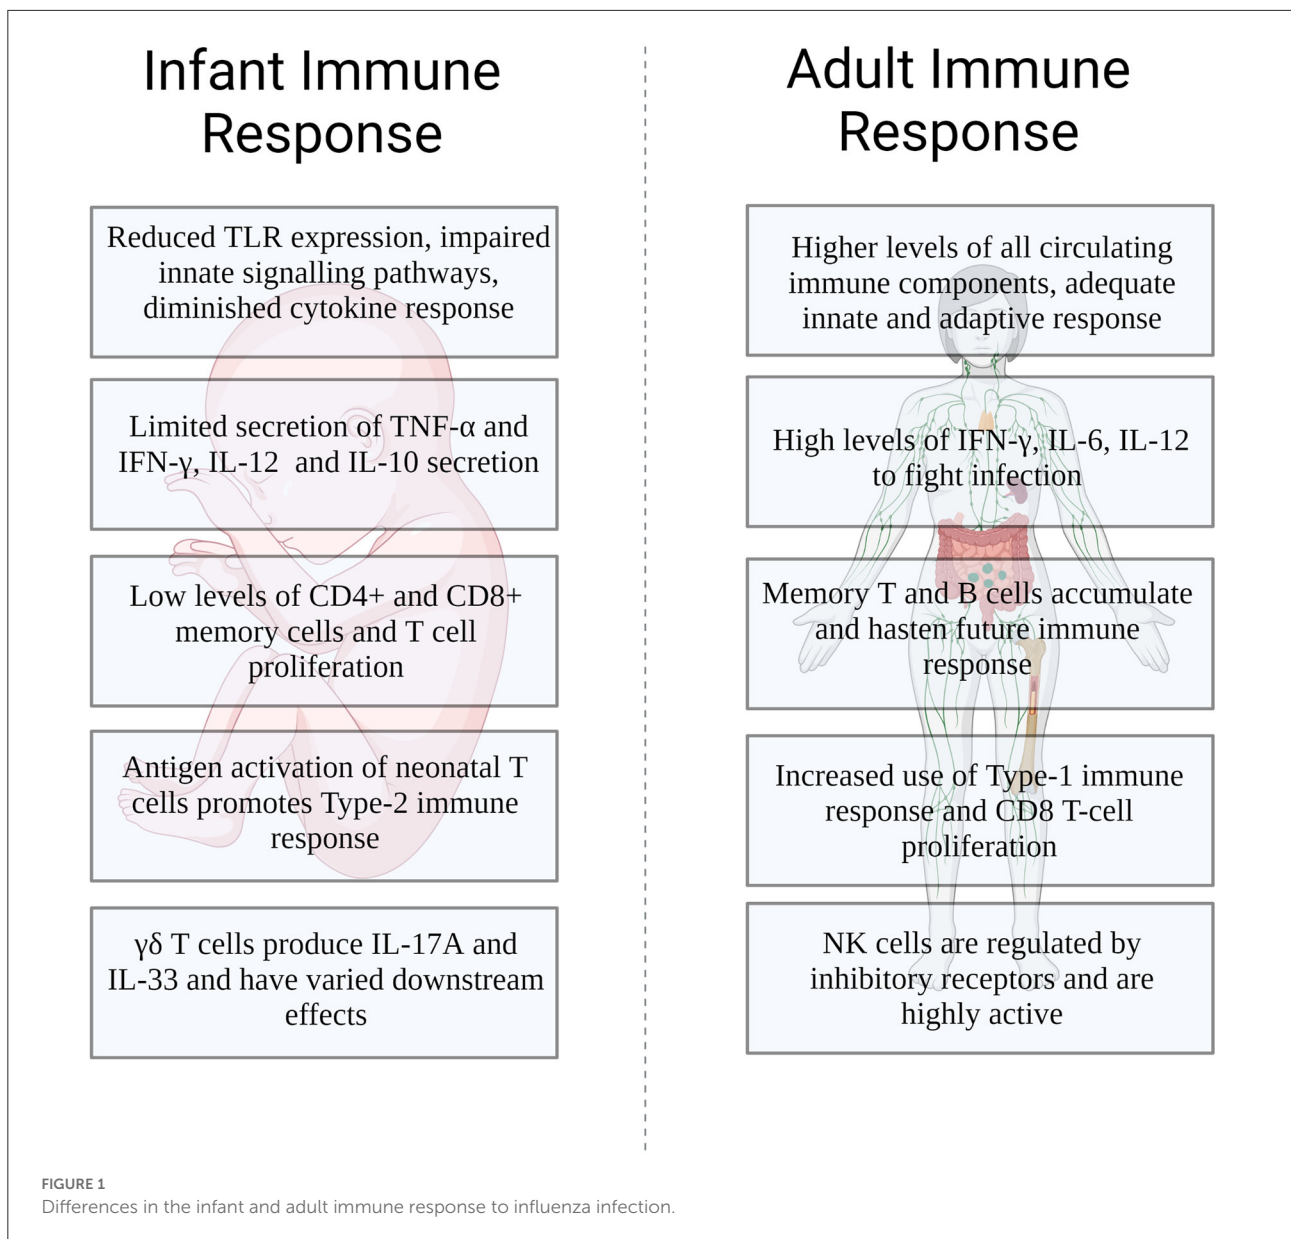 Infant Immune
Response
Reduced TLR expression, impaired
innate signalling pathways,
diminished cytokine response
Limited secretion of TNF-α and
IFN-γ, IL-12 and IL-10 secretion
Low levels of CD4+ and CD8+
memory cells and T cell
proliferation
Antigen activation of neonatal T
cells promotes Type-2 immune
response
γδ T cells produce IL-17A and
IL-33 and have varied downstream
effects
Adult Immune
Response
Higher levels of all circulating
immune components, adequate
innate and adaptive response
High levels of IFN-γ, IL-6, IL-12
to fight infection
Memory T and B cells accumulate
and hasten future immune
response
Increased use of Type-1 immune
response and CD8 T-cell
proliferation
NK cells are regulated by
inhibitory receptors and are
highly active
FIGURE 1
Differences in the infant and adult immune response to influenza infection.